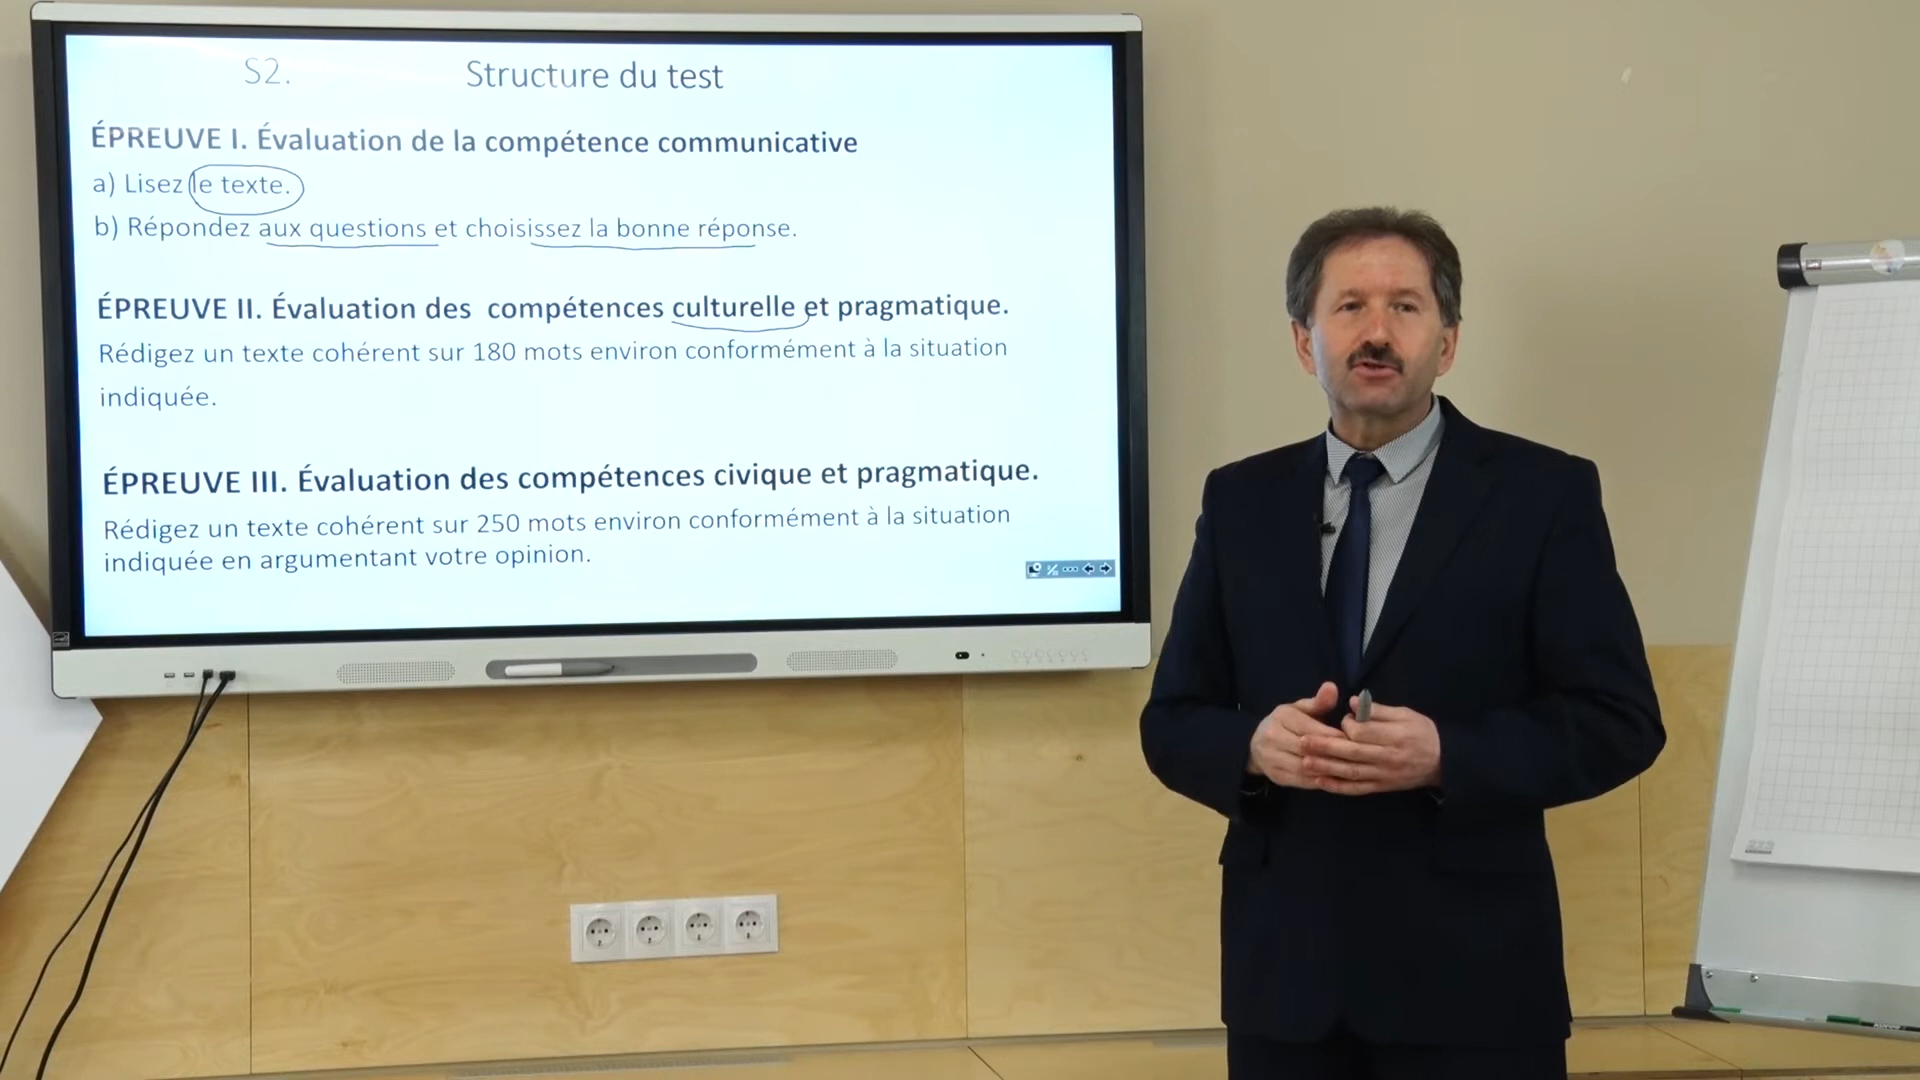 S2. Structure du test
ÉPREUVE I. Évaluation de la compétence communicative
a) Lisez le texte.
b) Répondez aux questions et choisissez la bonne réponse.
ÉPREUVE II. Évaluation des compétences culturelle et pragmatique.
Rédigez un texte cohérent sur 180 mots environ conformément à la situation
indiquée.
ÉPREUVE III. Évaluation des compétences civique et pragmatique.
Rédigez un texte cohérent sur 250 mots environ conformément à la situation
indiquée en argumentant votre opinion.